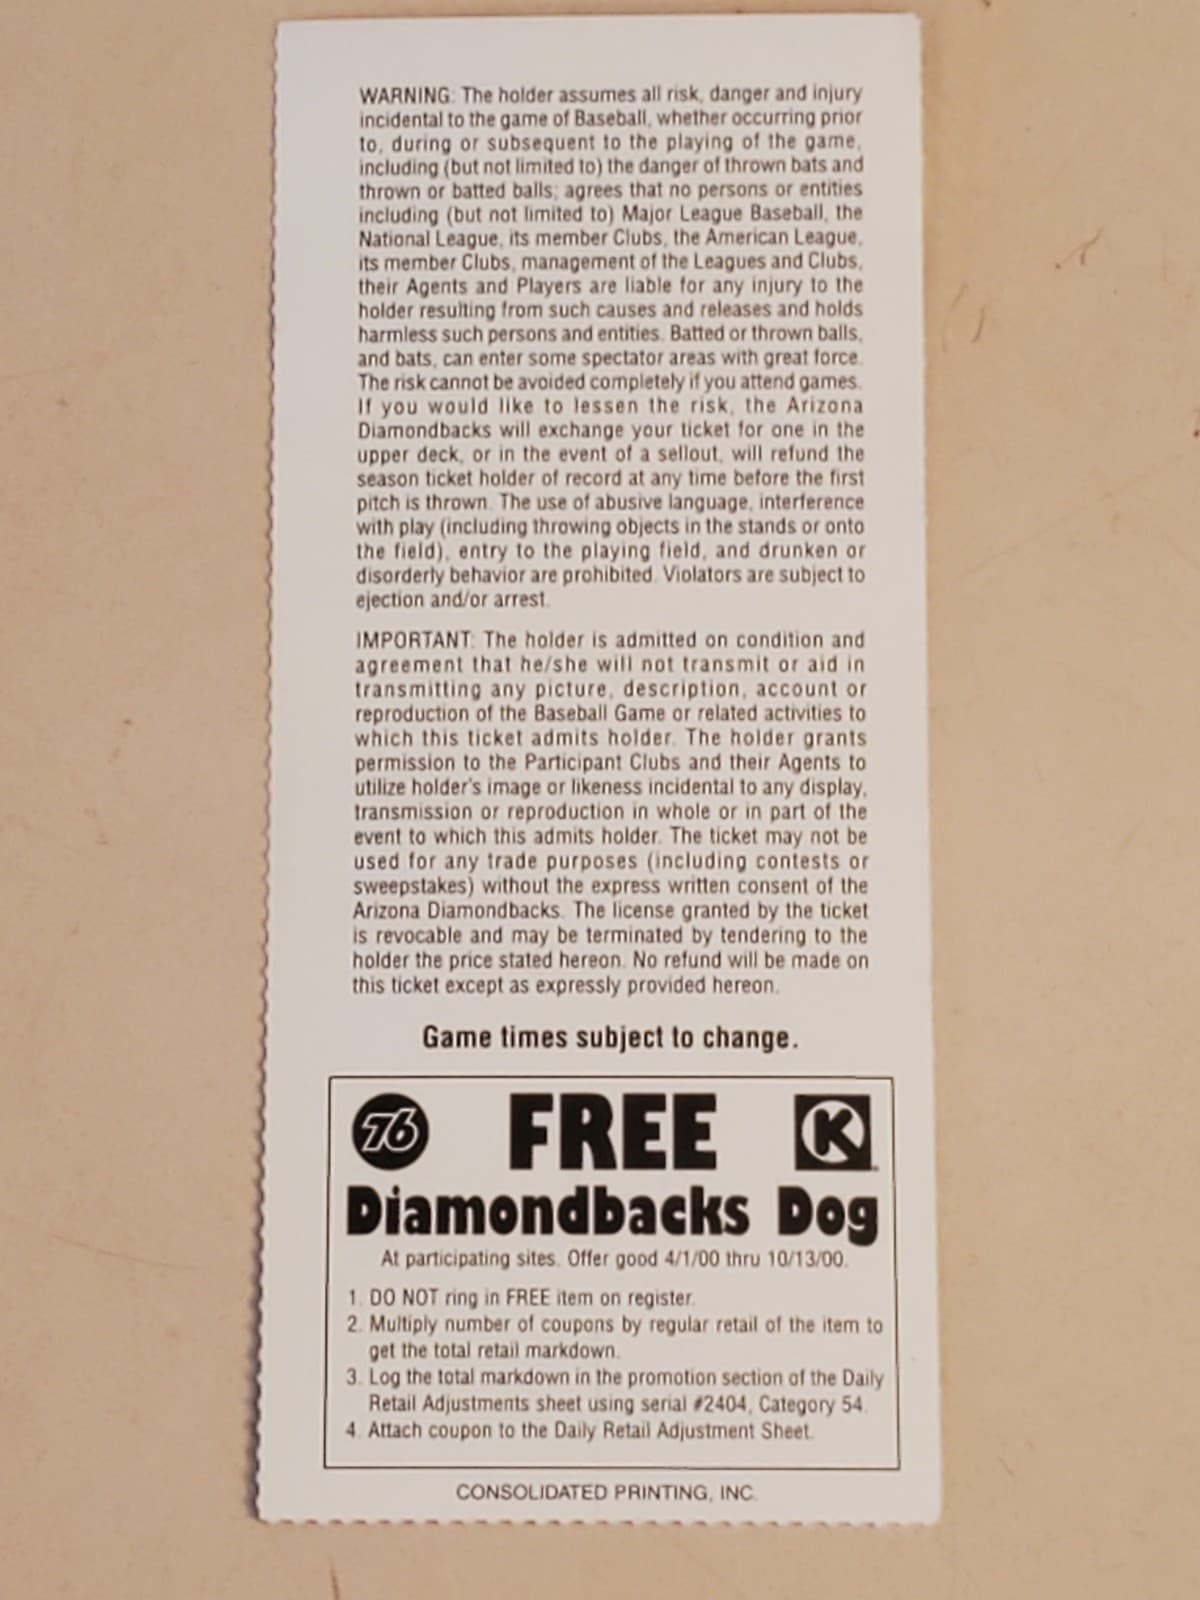 WARNING: The holder assumes all risk, danger and injury
incidental to the game of Baseball, whether occurring prior
to, during or subsequent to the playing of the game,
including (but not limited to) the danger of thrown bats and
thrown or batted balls; agrees that no persons or entities
including (but not limited to) Major League Baseball, the
National League, its member Clubs, the American League,
its member Clubs, management of the Leagues and Clubs,
their Agents and Players are liable for any injury to the
holder resulting from such causes and releases and holds
harmless such persons and entities. Batted or thrown balls,
and bats, can enter some spectator areas with great force.
The risk cannot be avoided completely if you attend games.
If you would like to lessen the risk, the Arizona
Diamondbacks will exchange your ticket for one in the
upper deck, or in the event of a sellout, will refund the
season ticket holder of record at any time before the first
pitch is thrown. The use of abusive language, interference
with play (including throwing objects in the stands or onto
the field), entry to the playing field, and drunken or
disorderly behavior are prohibited. Violators are subject to
ejection and/or arrest.
IMPORTANT: The holder is admitted on condition and
agreement that he/she will not transmit or aid in
transmitting any picture, description, account or
reproduction of the Baseball Game or related activities to
which this ticket admits holder. The holder grants
permission to the Participant Clubs and their Agents to
utilize holder's image or likeness incidental to any display,
transmission or reproduction in whole or in part of the
event to which this admits holder. The ticket may not be
used for any trade purposes (including contests or
sweepstakes) without the express written consent of the
Arizona Diamondbacks. The license granted by the ticket
is revocable and may be terminated by tendering to the
holder the price stated hereon. No refund will be made on
this ticket except as expressly provided hereon.
Game times subject to change.
76 FREE K
Diamondbacks Dog
At participating sites. Offer good 4/1/00 thru 10/13/00.
1. DO NOT ring in FREE item on register.
2. Multiply number of coupons by regular retail of the item to
get the total retail markdown.
3. Log the total markdown in the promotion section of the Daily
Retail Adjustments sheet using serial #2404, Category 54.
4. Attach coupon to the Daily Retail Adjustment Sheet.
CONSOLIDATED PRINTING, INC.